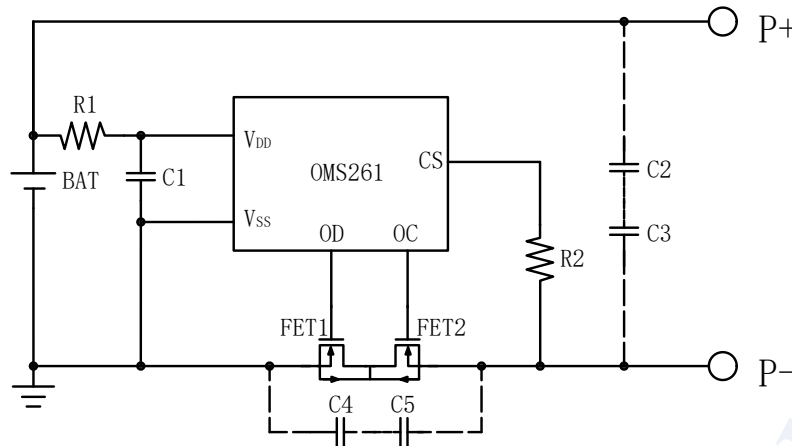 P+
R1
VDD
CS
C2
OMS261
BAT
C1
VSS
C3
OD
OC
R2
FET1
FET2
P-
C4
C5